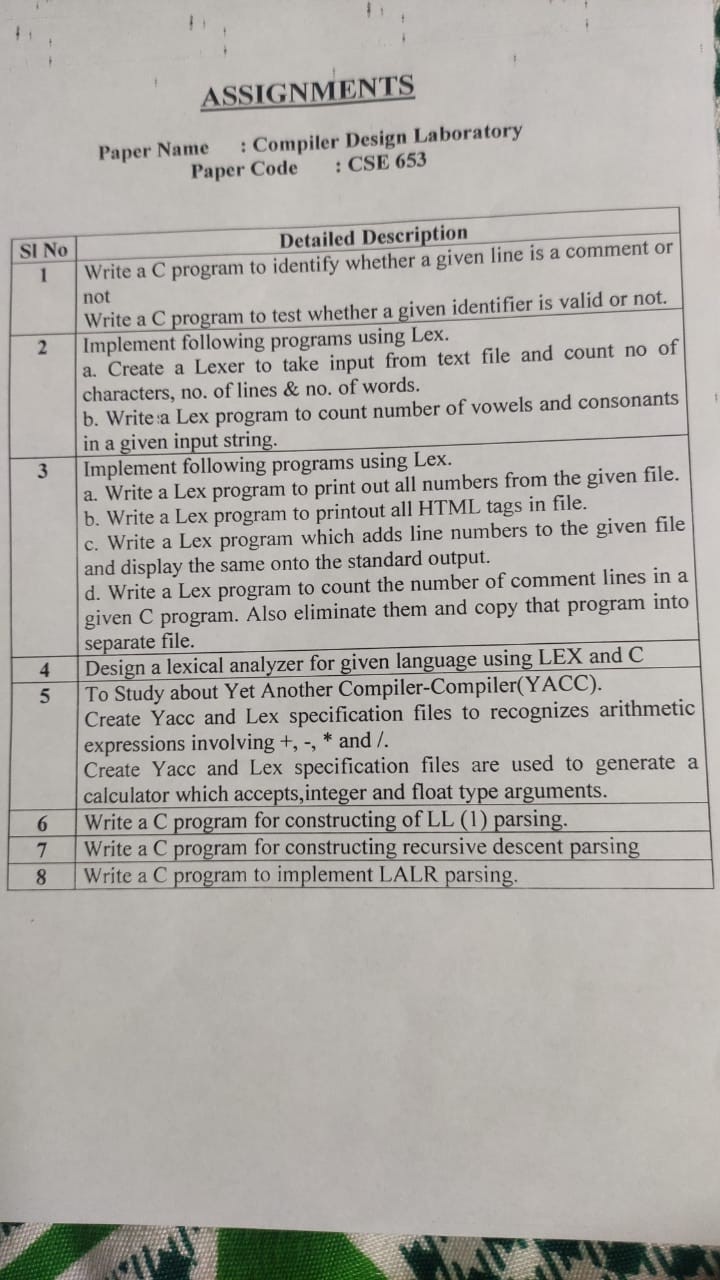 ASSIGNMENTS
Paper Name : Compiler Design Laboratory
Paper Code : CSE 653
Sl No Detailed Description
1 Write a C program to identify whether a given line is a comment or
not
Write a C program to test whether a given identifier is valid or not.
2 Implement following programs using Lex.
a. Create a Lexer to take input from text file and count no of
characters, no. of lines & no. of words.
b. Write a Lex program to count number of vowels and consonants
in a given input string.
3 Implement following programs using Lex.
a. Write a Lex program to print out all numbers from the given file.
b. Write a Lex program to printout all HTML tags in file.
c. Write a Lex program which adds line numbers to the given file
and display the same onto the standard output.
d. Write a Lex program to count the number of comment lines in a
given C program. Also eliminate them and copy that program into
separate file.
4 Design a lexical analyzer for given language using LEX and C
5 To Study about Yet Another Compiler-Compiler(YACC).
Create Yacc and Lex specification files to recognizes arithmetic
expressions involving +, -, * and /.
Create Yacc and Lex specification files are used to generate a
calculator which accepts,integer and float type arguments.
6 Write a C program for constructing of LL (1) parsing.
7 Write a C program for constructing recursive descent parsing
8 Write a C program to implement LALR parsing.